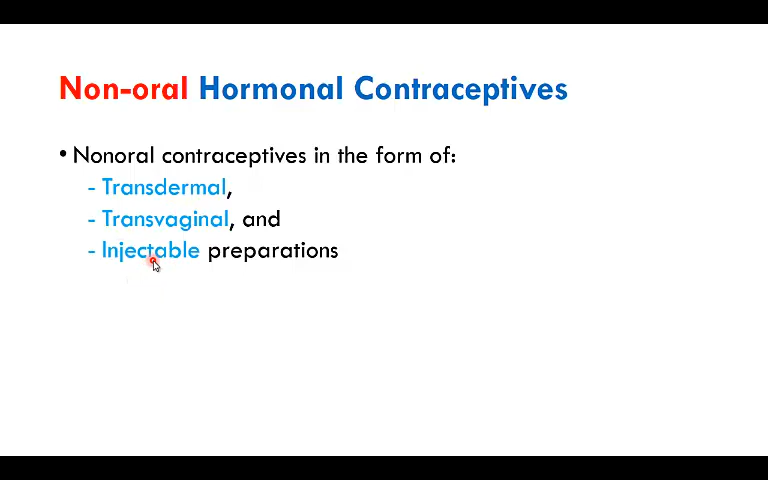 Non-oral Hormonal Contraceptives
• Nonoral contraceptives in the form of:
- Transdermal,
- Transvaginal, and
- Injectable preparations